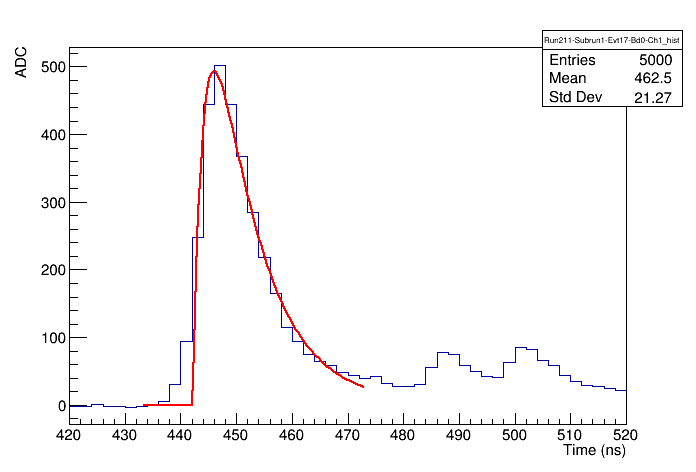 Run211-Subrun1-Evt17-Bd0-Ch1_hist
Entries 5000
Mean 462.5
Std Dev 21.27
ADC
500
400
300
200
100
0
420 430 440 450 460 470 480 490 500 510 520
Time (ns)